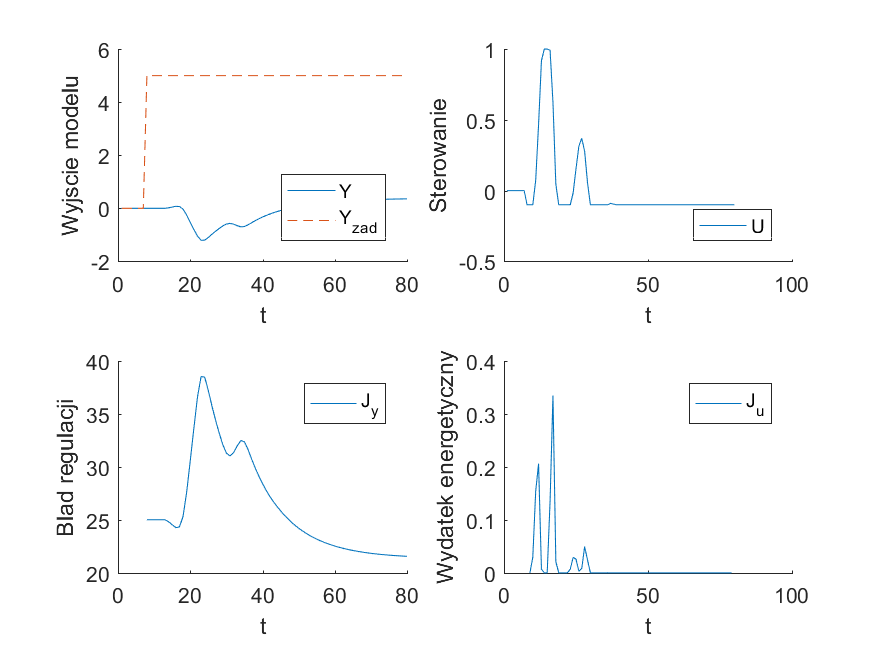 6
4
2
0
-2
0
20
40
60
80
t
Wyjscie modelu
Y
Y_zad
1
0.5
0
-0.5
0
50
100
t
Sterowanie
U
40
35
30
25
20
0
20
40
60
80
t
Blad regulacji
J_y
0.4
0.3
0.2
0.1
0
0
50
100
t
Wydatek energetyczny
J_u